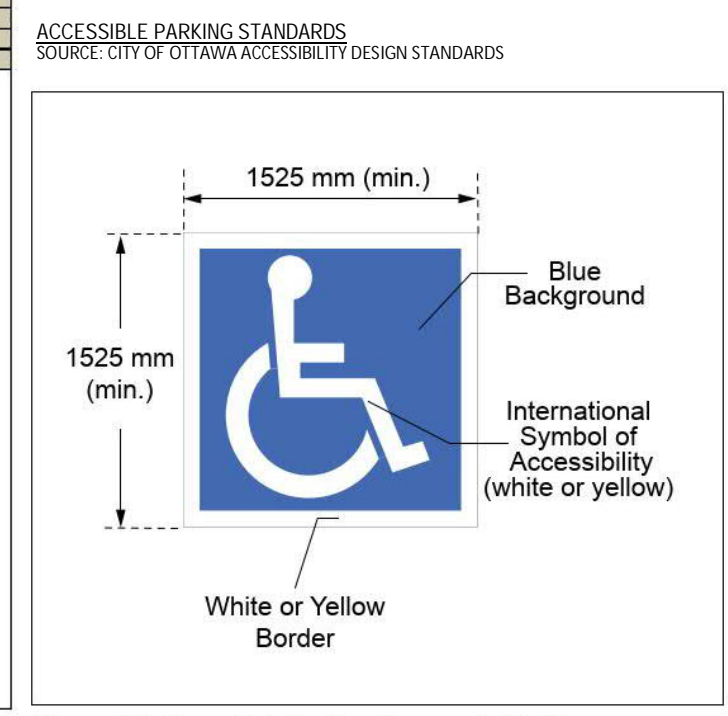 ACCESSIBLE PARKING STANDARDS
SOURCE: CITY OF OTTAWA ACCESSIBILITY DESIGN STANDARDS
1525 mm (min.)
Blue
Background
1525 mm
(min.)
International
Symbol of
Accessibility
(white or yellow)
White or Yellow
Border